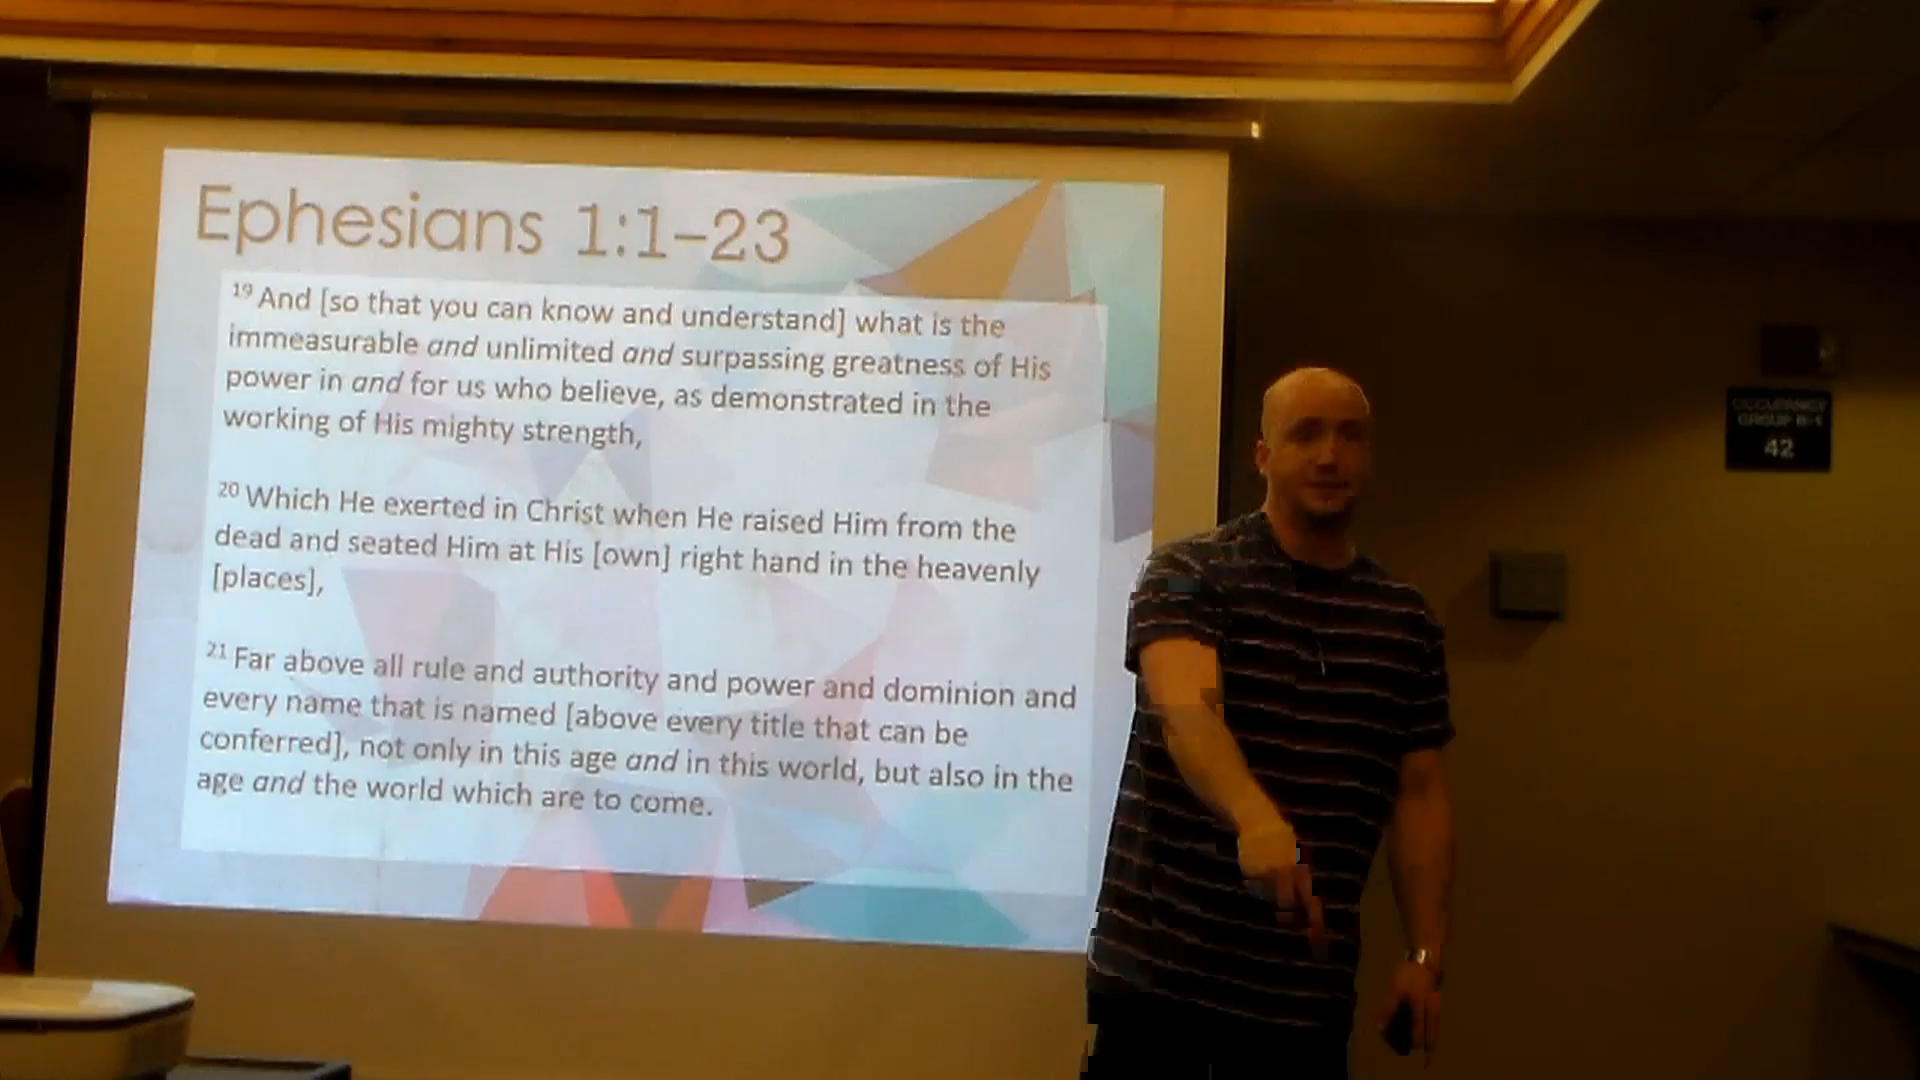 Ephesians 1:1–23
19 And [so that you can know and understand] what is the
immeasurable and unlimited and surpassing greatness of His
power in and for us who believe, as demonstrated in the
working of His mighty strength,
20 Which He exerted in Christ when He raised Him from the
dead and seated Him at His [own] right hand in the heavenly
[places],
21 Far above all rule and authority and power and dominion and
every name that is named [above every title that can be
conferred], not only in this age and in this world, but also in the
age and the world which are to come.
OCCUPANCY
GROUP B-1
42